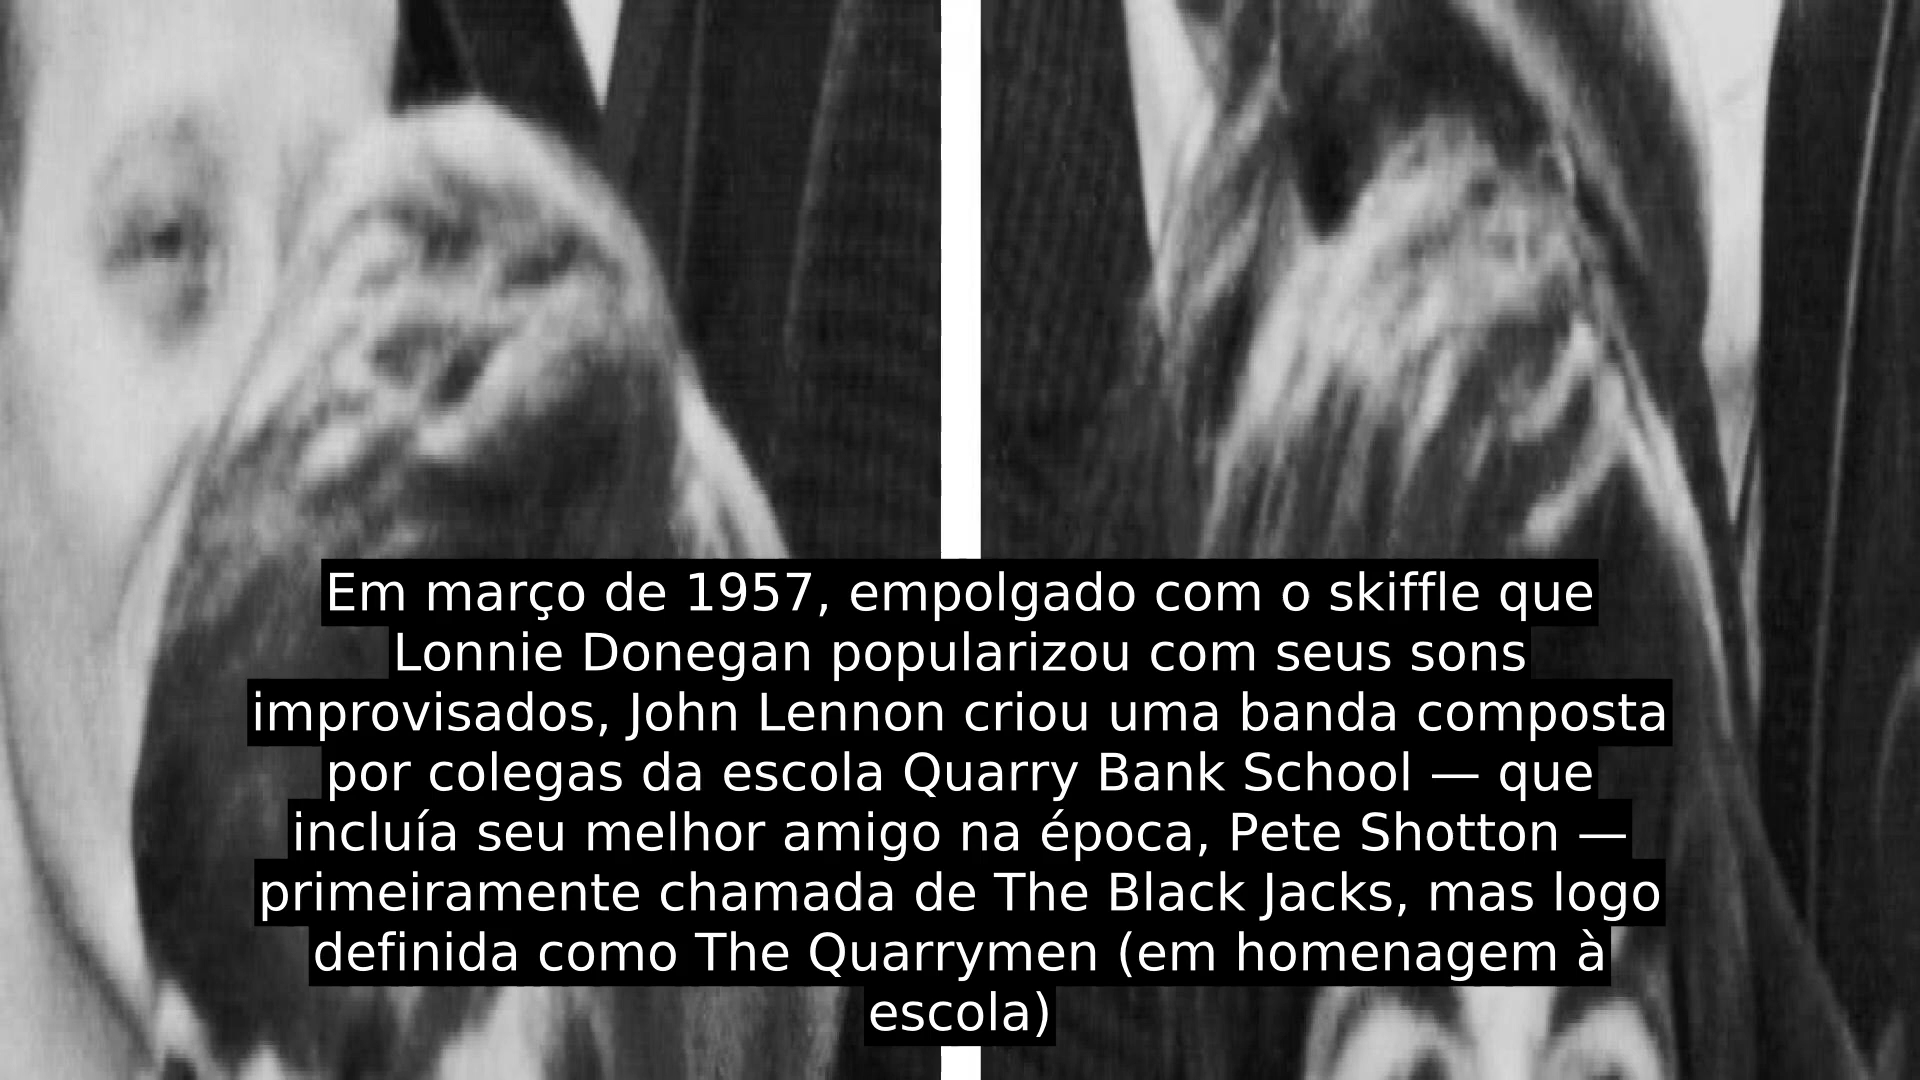 Em março de 1957, empolgado com o skiffle que
Lonnie Donegan popularizou com seus sons
improvisados, John Lennon criou uma banda composta
por colegas da escola Quarry Bank School — que
incluía seu melhor amigo na época, Pete Shotton —
primeiramente chamada de The Black Jacks, mas logo
definida como The Quarrymen (em homenagem à
escola)